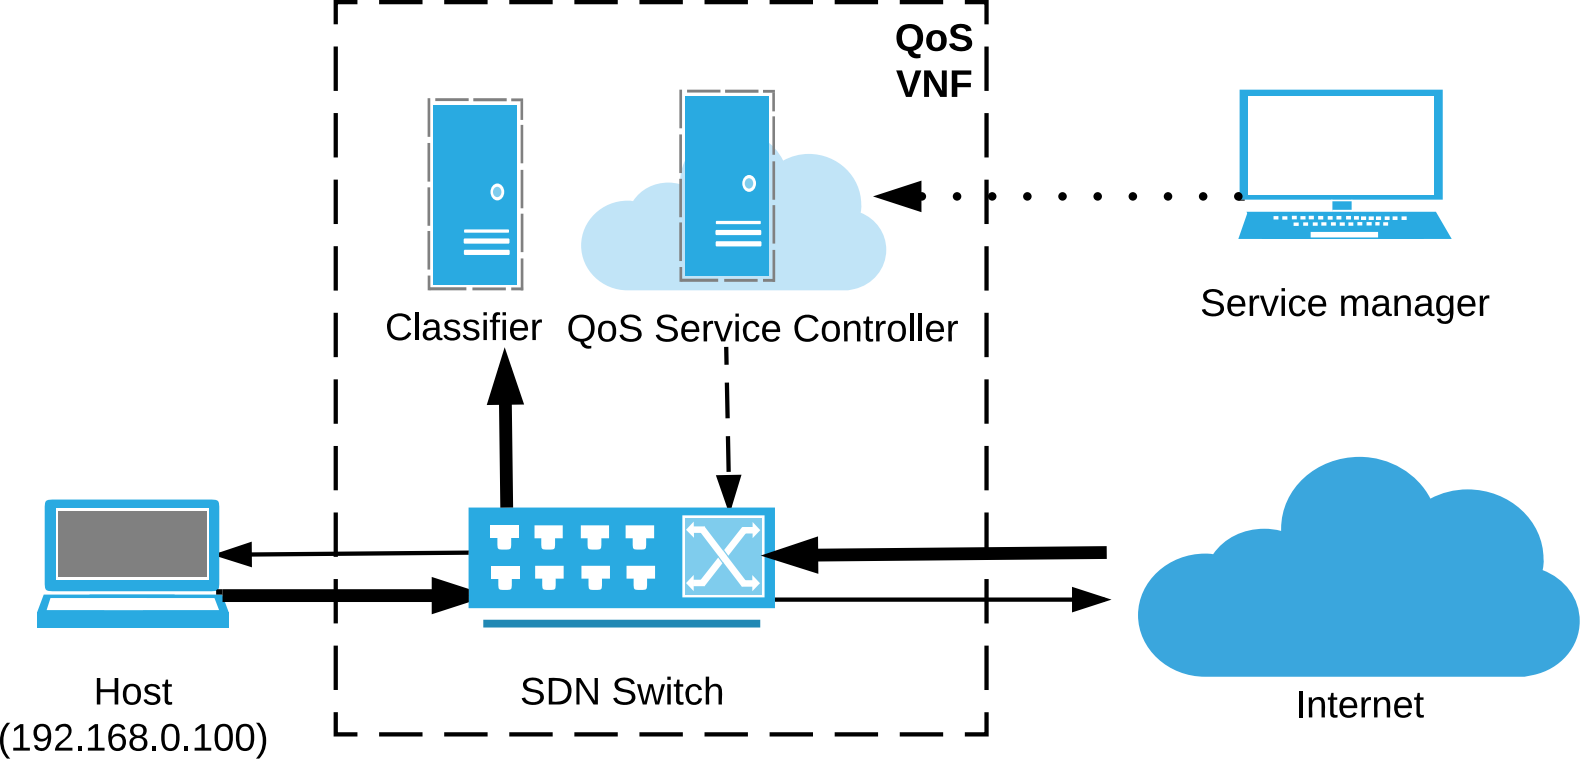 QoS
VNF
Classifier
QoS Service Controller
Service manager
Host
(192.168.0.100)
SDN Switch
Internet